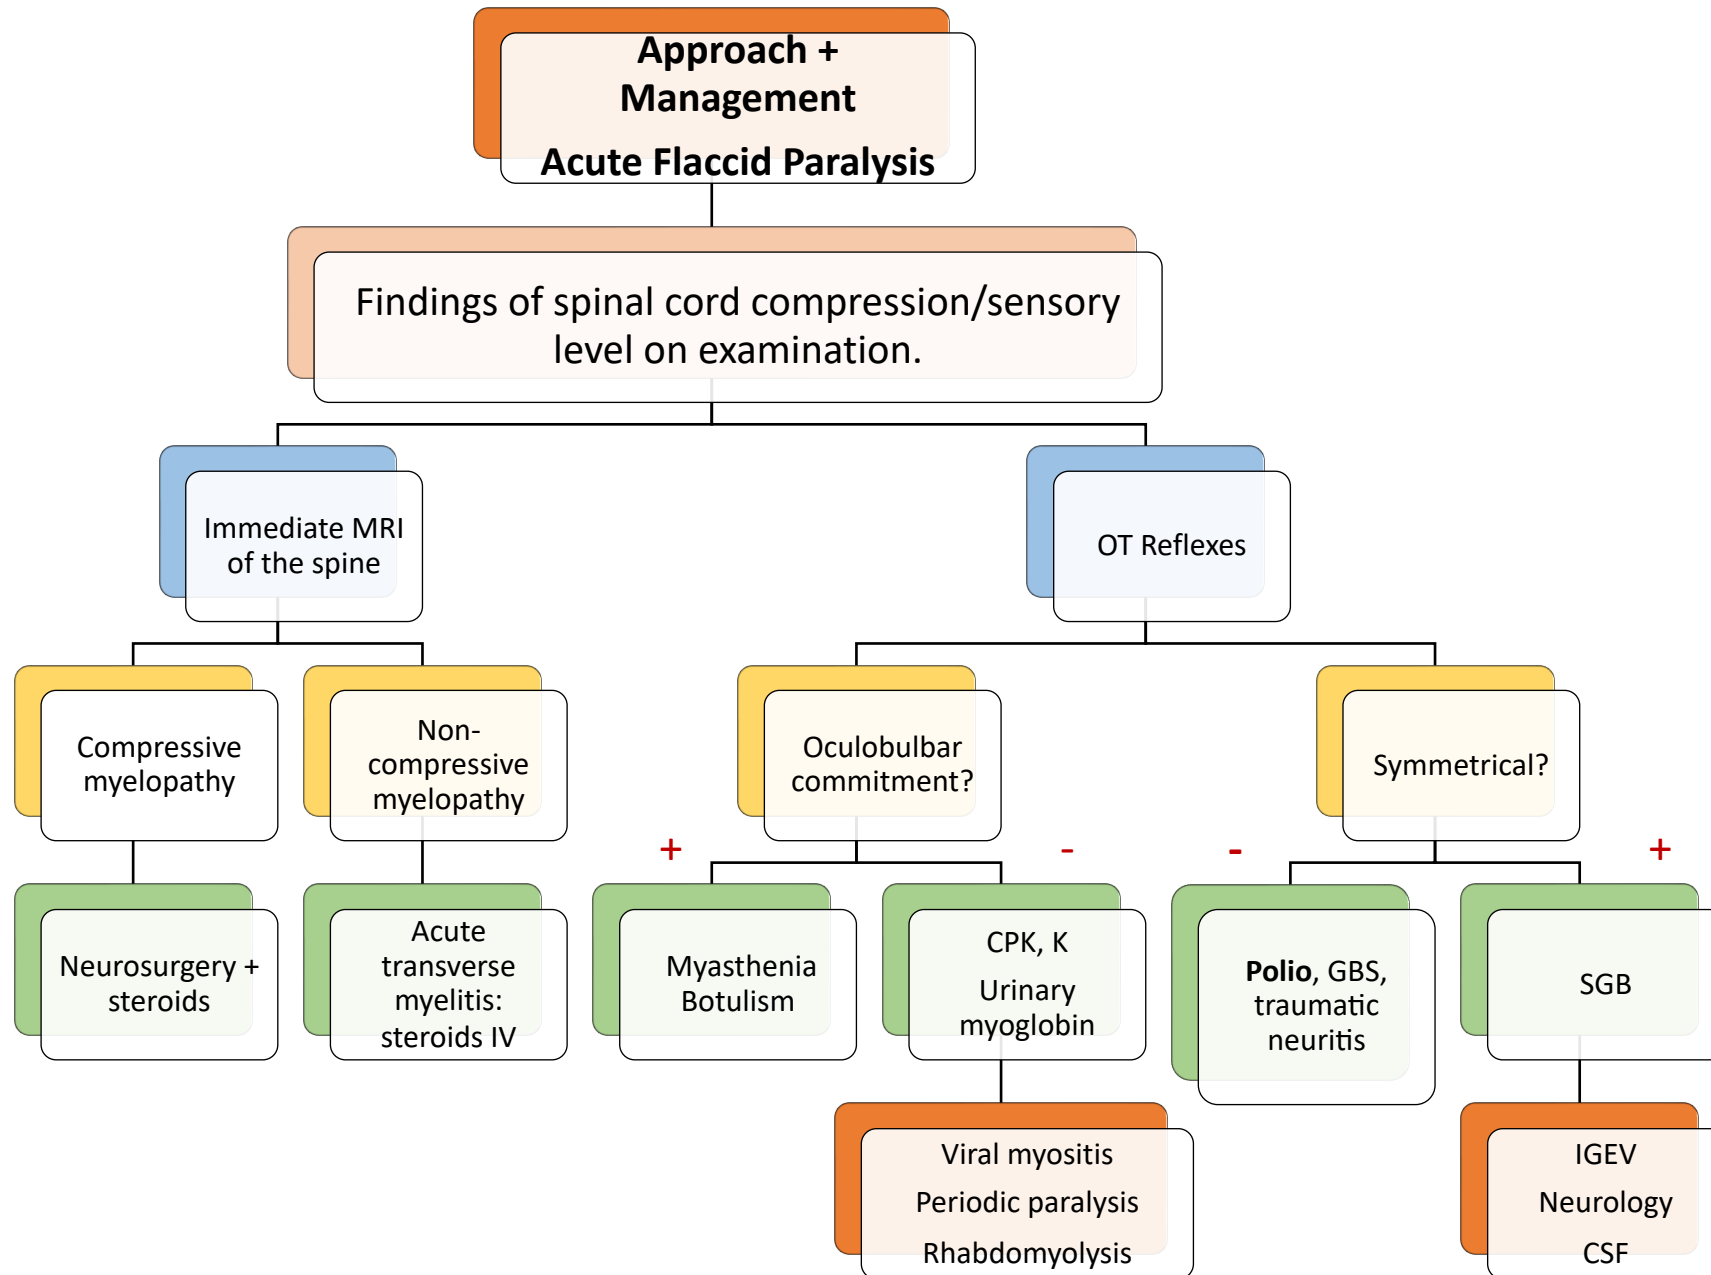 Approach +
Management
Acute Flaccid Paralysis
Findings of spinal cord compression/sensory
level on examination.
Immediate MRI
of the spine
OT Reflexes
Compressive
myelopathy
Non-
compressive
myelopathy
Oculobulbar
commitment?
Symmetrical?
+
-
-
+
Neurosurgery +
steroids
Acute
transverse
myelitis:
steroids IV
Myasthenia
Botulism
CPK, K
Urinary
myoglobin
Polio, GBS,
traumatic
neuritis
SGB
Viral myositis
Periodic paralysis
Rhabdomyolysis
IGEV
Neurology
CSF